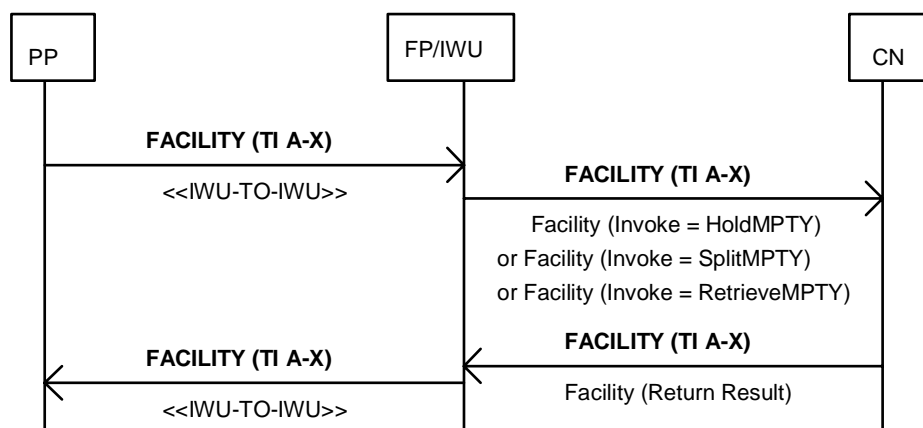 PP
FP/IWU
CN
FACILITY (TI A-X)
<<IWU-TO-IWU>>
FACILITY (TI A-X)
Facility (Invoke = HoldMPTY)
or Facility (Invoke = SplitMPTY)
or Facility (Invoke = RetrieveMPTY)
FACILITY (TI A-X)
Facility (Return Result)
FACILITY (TI A-X)
<<IWU-TO-IWU>>